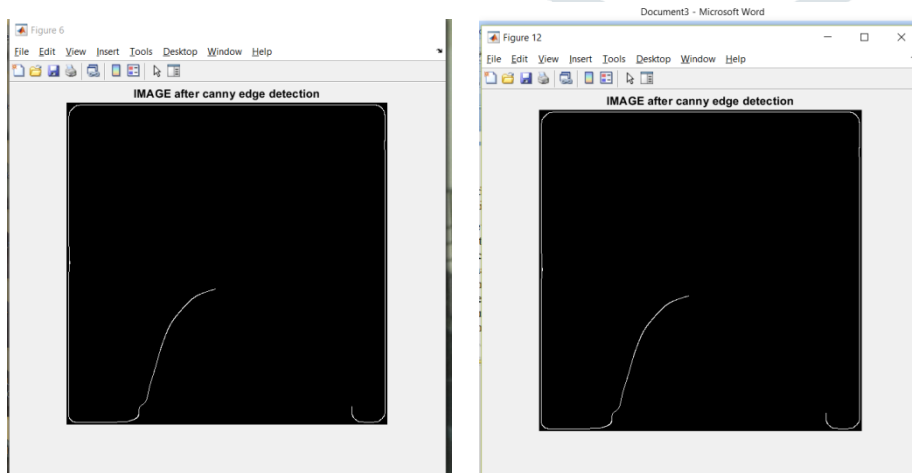 Document3 - Microsoft Word
Figure 6
File Edit View Insert Tools Desktop Window Help
IMAGE after canny edge detection
Figure 12
File Edit View Insert Tools Desktop Window Help
IMAGE after canny edge detection